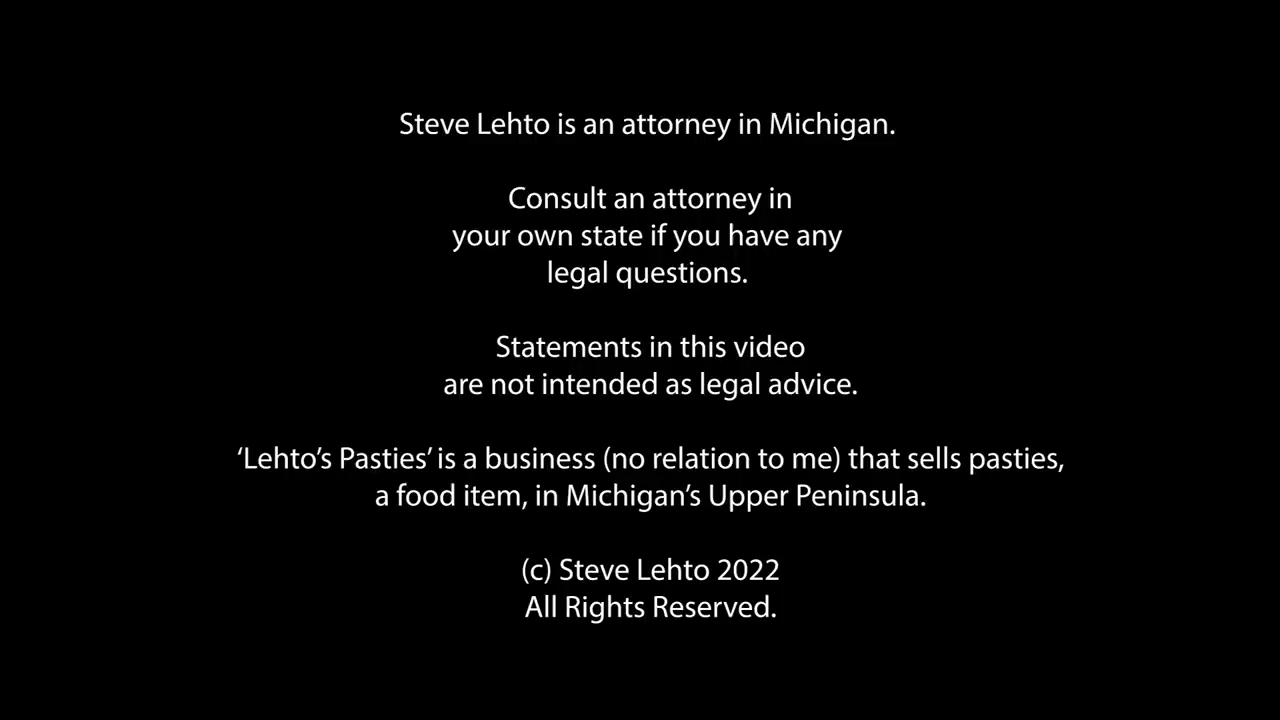 Steve Lehto is an attorney in Michigan.
Consult an attorney in
your own state if you have any
legal questions.
Statements in this video
are not intended as legal advice.
‘Lehto’s Pasties’ is a business (no relation to me) that sells pasties,
a food item, in Michigan’s Upper Peninsula.
(c) Steve Lehto 2022
All Rights Reserved.